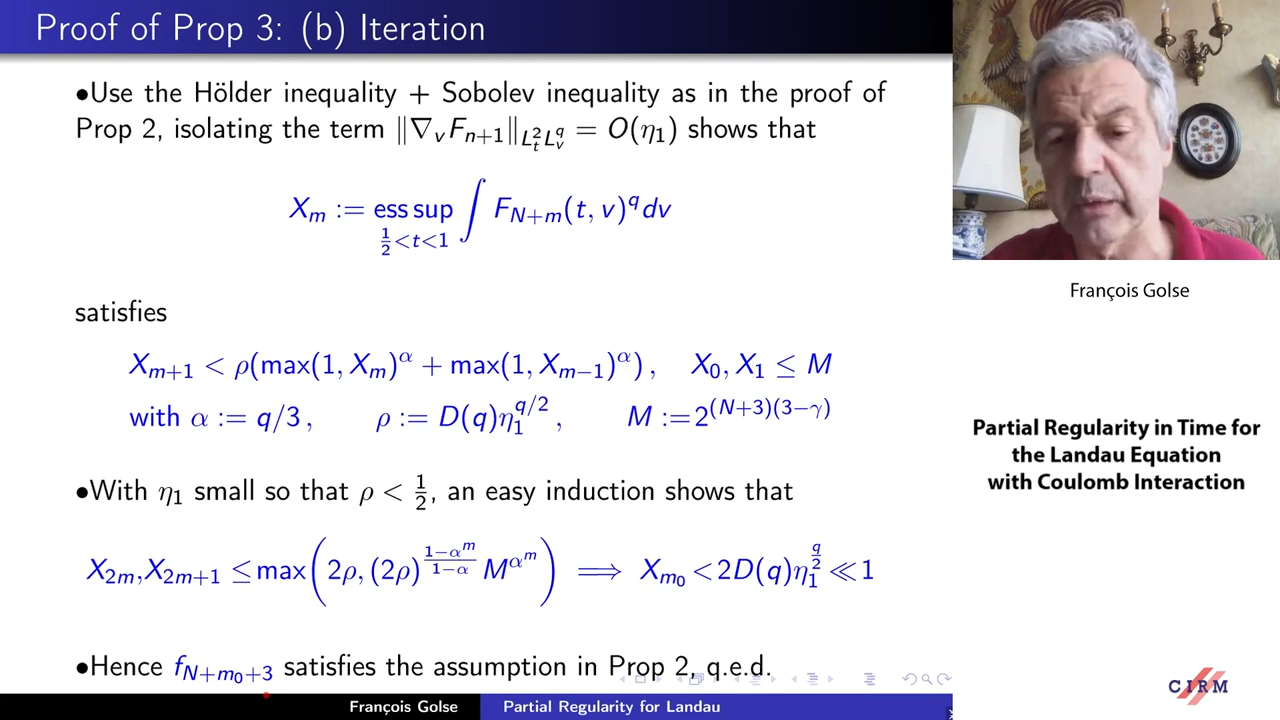 Proof of Prop 3: (b) Iteration
•Use the Hölder inequality + Sobolev inequality as in the proof of
Prop 2, isolating the term ‖∇_v F_{n+1}‖_{L^2_t L^q_v} = O(η_1) shows that
X_m := ess sup_{1/2<t<1} ∫ F_{N+m}(t, v)^q dv
satisfies
X_{m+1} < ρ(max(1, X_m)^α + max(1, X_{m−1})^α) , X_0, X_1 ≤ M
with α := q/3 , ρ := D(q)η_1^{q/2} , M := 2^{(N+3)(3−γ)}
•With η_1 small so that ρ < 1/2, an easy induction shows that
X_{2m}, X_{2m+1} ≤ max(2ρ, (2ρ)^{\frac{1−α^m}{1−α}} M^{α^m}) ⟹ X_{m_0} < 2D(q)η_1^{q/2} ≪ 1
•Hence f_{N+m_0+3} satisfies the assumption in Prop 2, q.e.d.
François Golse Partial Regularity for Landau
François Golse
Partial Regularity in Time for
the Landau Equation
with Coulomb Interaction
CIRM